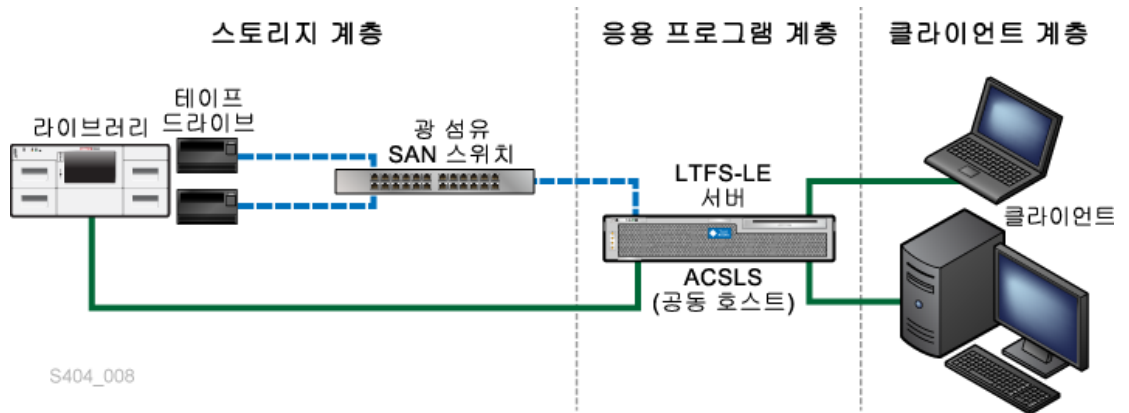 스토리지 계층
응용 프로그램 계층
클라이언트 계층
라이브러리
테이프
드라이브
광 섬유
SAN 스위치
LTFS-LE
서버
ACSLS
(공동 호스트)
클라이언트
S404_008